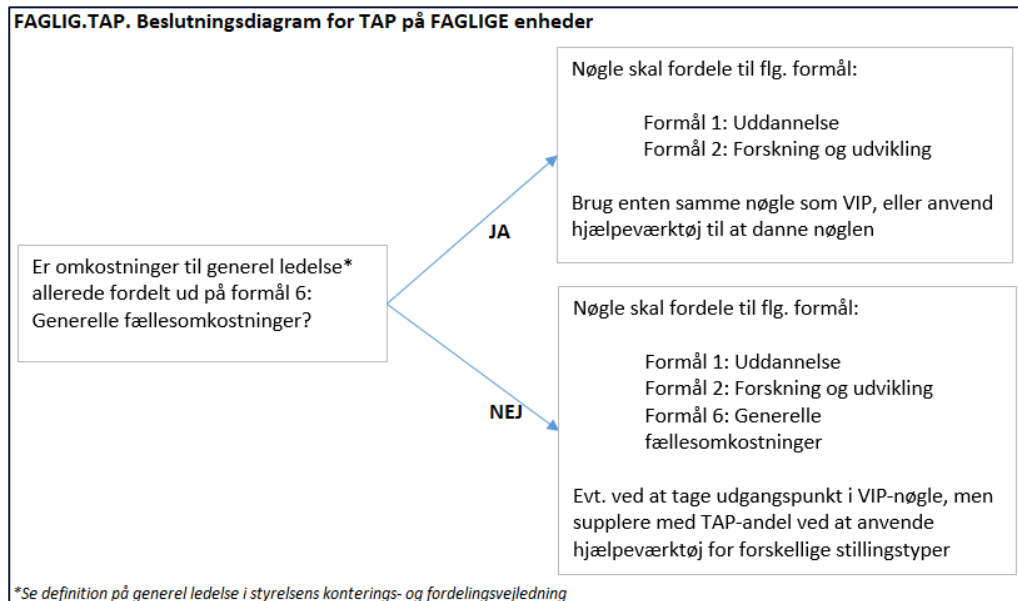 FAGLIG.TAP. Beslutningsdiagram for TAP på FAGLIGE enheder
Er omkostninger til generel ledelse*
allerede fordelt ud på formål 6:
Generelle fællesomkostninger?
JA
Nøgle skal fordele til flg. formål:
Formål 1: Uddannelse
Formål 2: Forskning og udvikling
Brug enten samme nøgle som VIP, eller anvend
hjælpeværktøj til at danne nøglen
NEJ
Nøgle skal fordele til flg. formål:
Formål 1: Uddannelse
Formål 2: Forskning og udvikling
Formål 6: Generelle
fællesomkostninger
Evt. ved at tage udgangspunkt i VIP-nøgle, men
supplere med TAP-andel ved at anvende
hjælpeværktøj for forskellige stillingstyper
*Se definition på generel ledelse i styrelsens konterings- og fordelingsvejledning